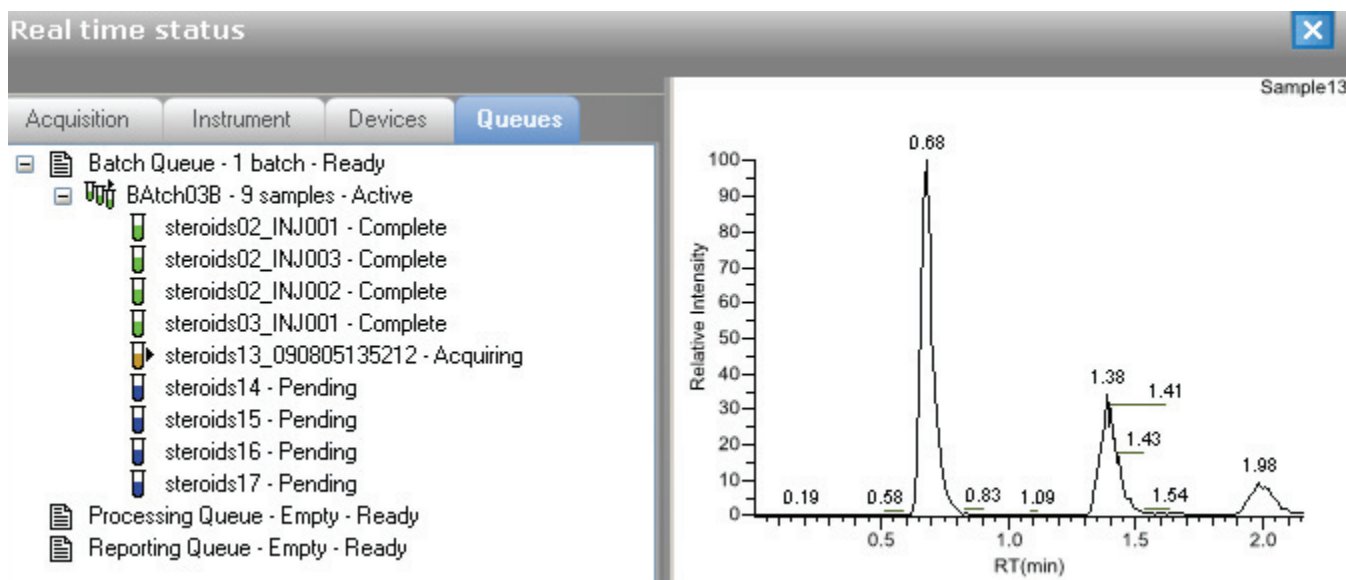 Real time status
Acquisition Instrument Devices Queues
Batch Queue - 1 batch - Ready
BAtch03B - 9 samples - Active
steroids02_INJ001 - Complete
steroids02_INJ003 - Complete
steroids02_INJ002 - Complete
steroids03_INJ001 - Complete
steroids13_090805135212 - Acquiring
steroids14 - Pending
steroids15 - Pending
steroids16 - Pending
steroids17 - Pending
Processing Queue - Empty - Ready
Reporting Queue - Empty - Ready
Sample13
0.68
100
90
80
70
60
50
40
30
20
10
0
Relative Intensity
1.38
1.41
1.43
1.98
0.19 0.58 0.83 1.09 1.54
0.5 1.0 1.5 2.0
RT(min)